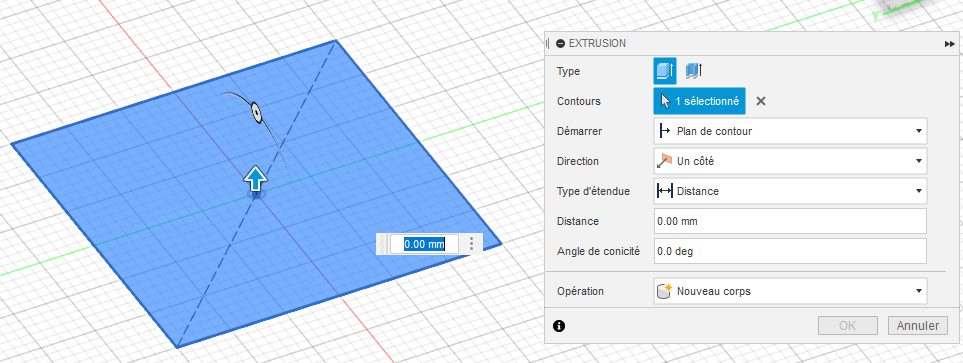 Y
EXTRUSION
Type
Contours
1 sélectionné
Démarrer
Plan de contour
Direction
Un côté
Type d'étendue
Distance
Distance
0.00 mm
0.00 mm
Angle de conicité
0.0 deg
Opération
Nouveau corps
OK
Annuler